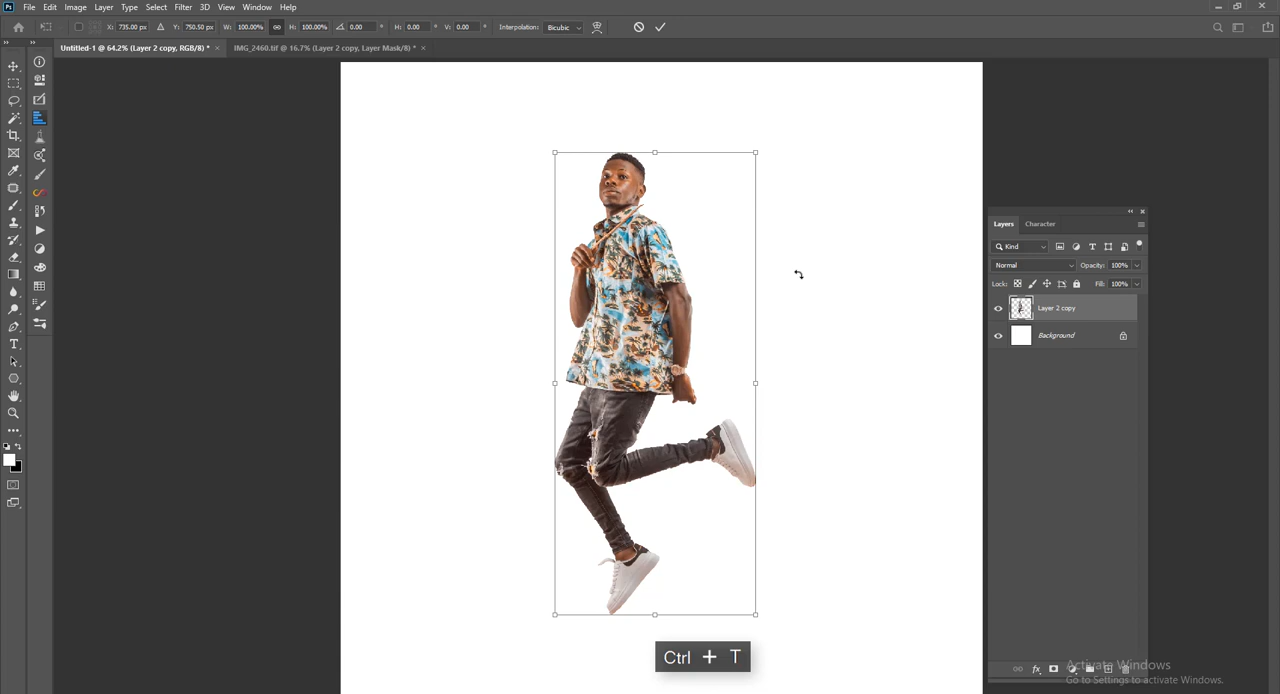 Ps File Edit Image Layer Type Select Filter 3D View Window Help
X: 735.00 px Y: 750.50 px W: 100.00% H: 100.00% 0.00 ° H: 0.00 ° V: 0.00 ° Interpolation: Bicubic
Untitled-1 @ 64.2% (Layer 2 copy, RGB/8) * × IMG_2460.tif @ 16.7% (Layer 2 copy, Layer Mask/8) * ×
Layers Character
Kind
Normal Opacity: 100%
Lock: Fill: 100%
Layer 2 copy
Background
Ctrl + T
Activate Windows
Go to Settings to activate Windows.